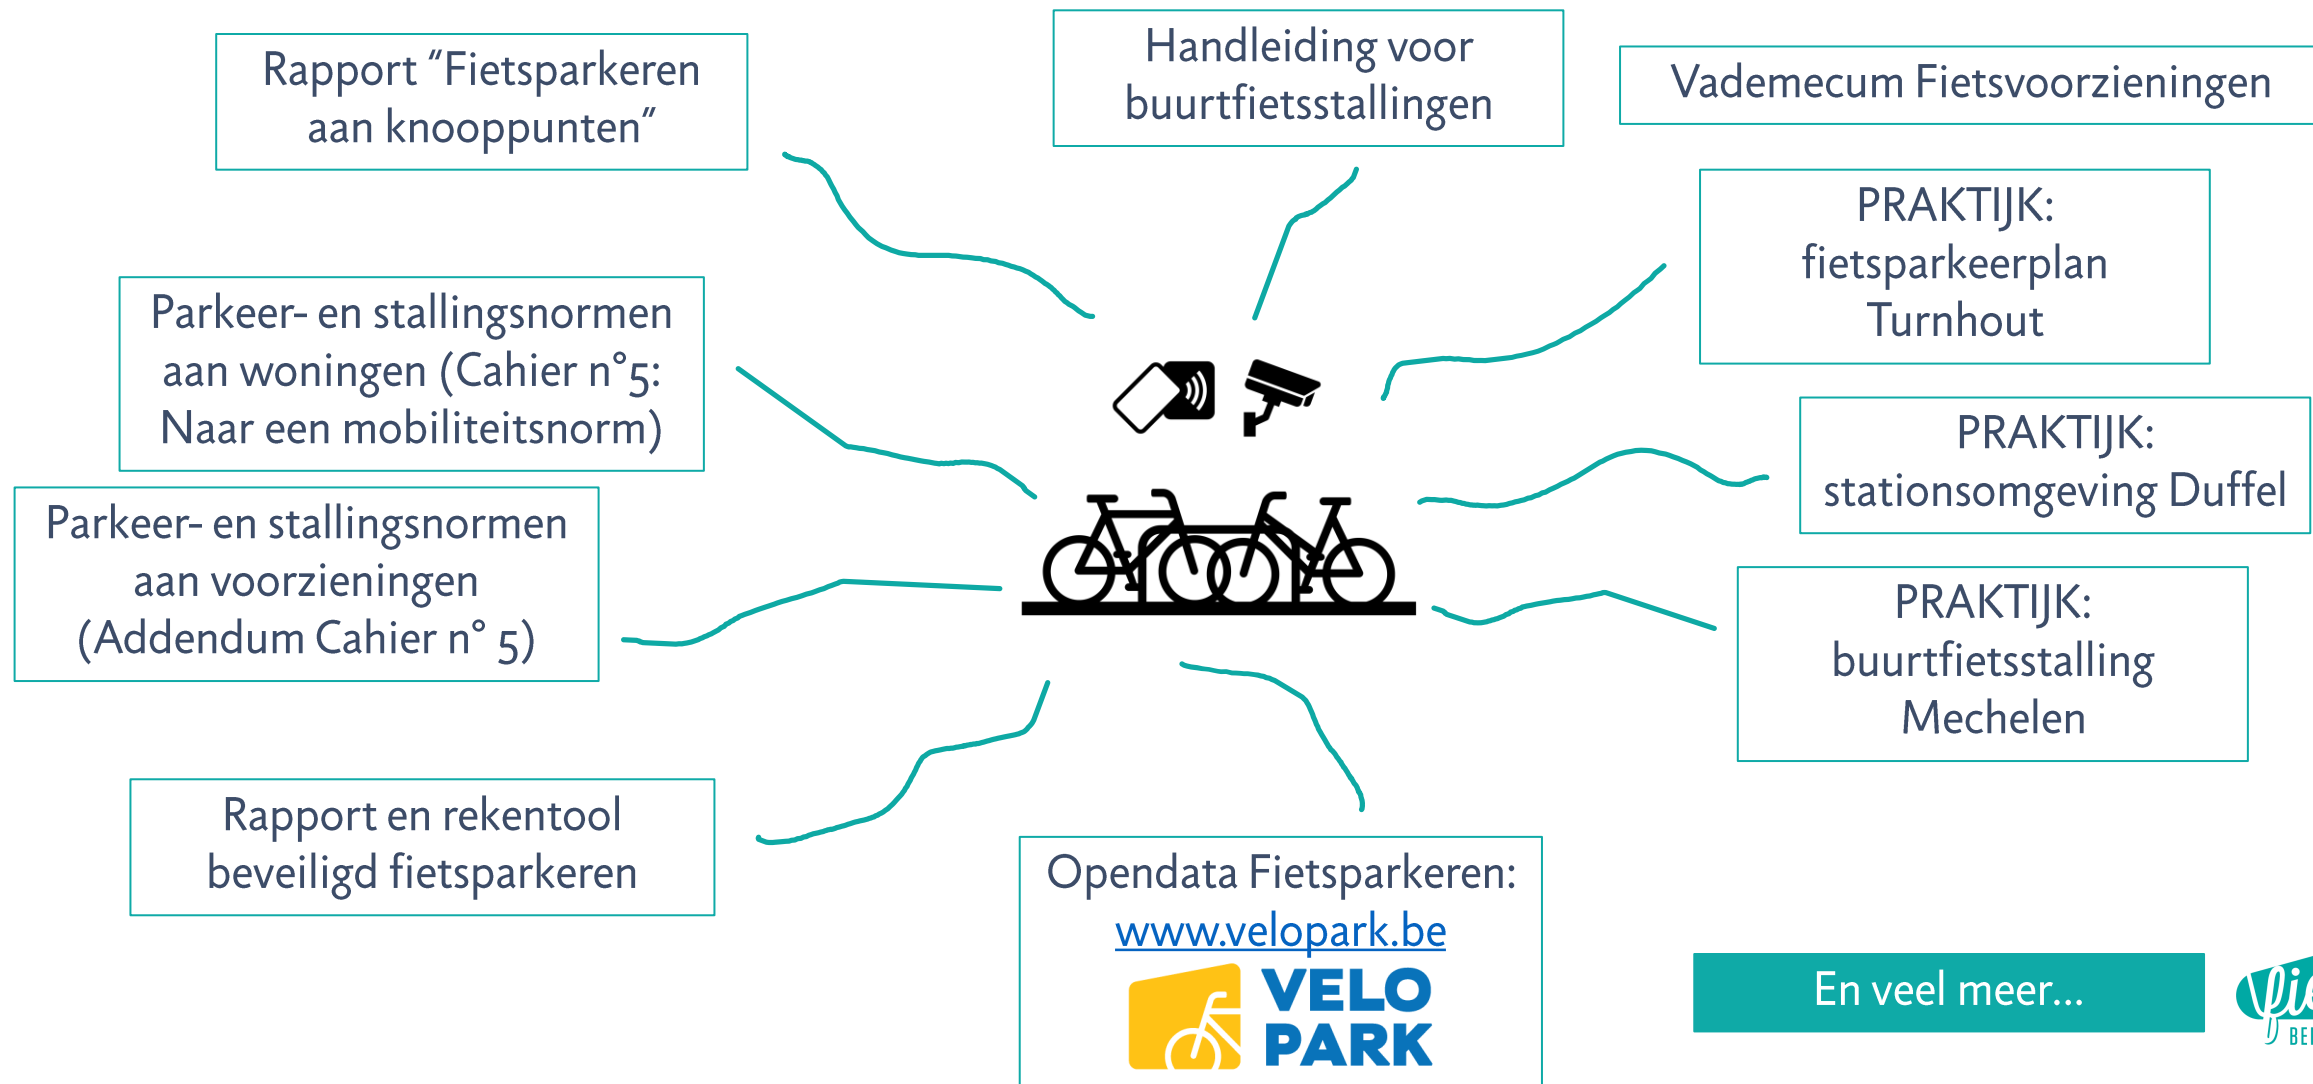 Rapport “Fietsparkeren
aan knooppunten”
Handleiding voor
buurtfietsstallingen
Vademecum Fietsvoorzieningen
PRAKTIJK:
fietsparkeerplan
Turnhout
Parkeer- en stallingsnormen
aan woningen (Cahier n°5:
Naar een mobiliteitsnorm)
PRAKTIJK:
stationsomgeving Duffel
Parkeer- en stallingsnormen
aan voorzieningen
(Addendum Cahier n° 5)
PRAKTIJK:
buurtfietsstalling
Mechelen
Rapport en rekentool
beveiligd fietsparkeren
Opendata Fietsparkeren:
www.velopark.be
VELO
PARK
En veel meer...